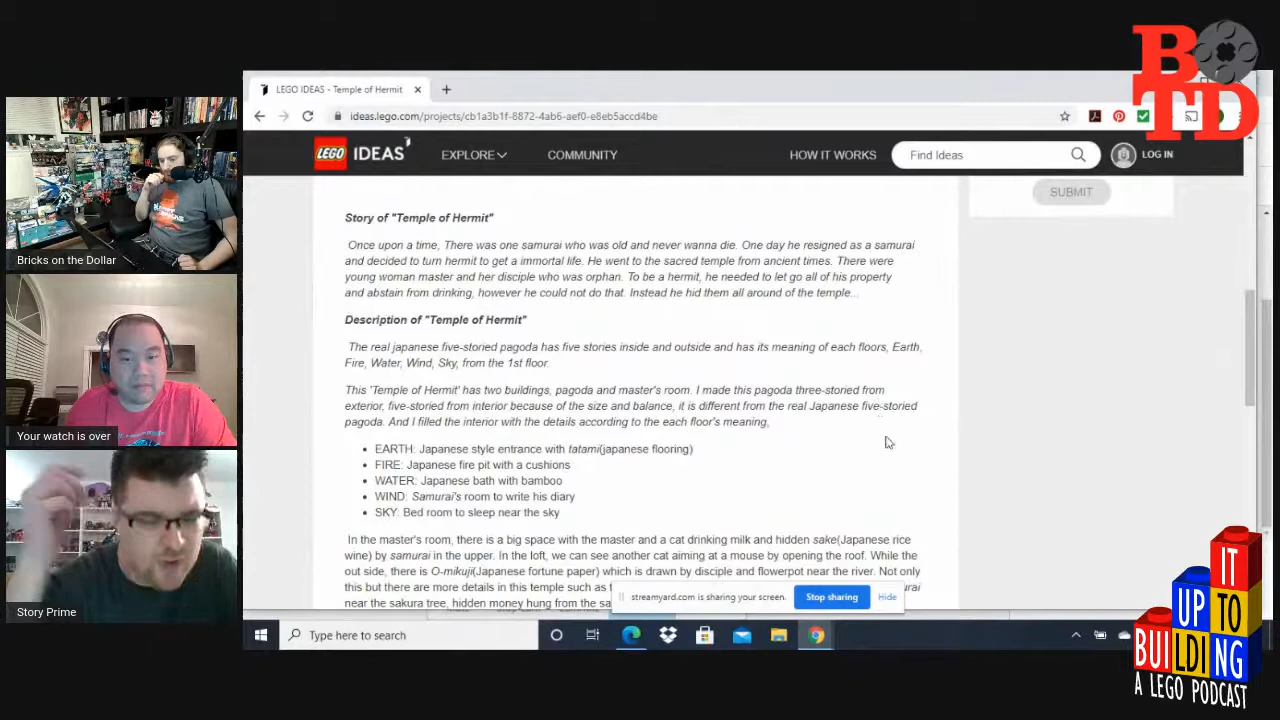 B
TD
Bricks on the Dollar
Your watch is over
Story Prime
LEGO IDEAS - Temple of Hermit
ideas.lego.com/projects/cb1a3b1f-8872-4ab6-aef0-e8eb5accd4be
LEGO IDEAS EXPLORE COMMUNITY HOW IT WORKS Find Ideas LOG IN
SUBMIT
Story of "Temple of Hermit"
Once upon a time, There was one samurai who was old and never wanna die. One day he resigned as a samurai
and decided to turn hermit to get a immortal life. He went to the sacred temple from ancient times. There were
young woman master and her disciple who was orphan. To be a hermit, he needed to let go all of his property
and abstain from drinking, however he could not do that. Instead he hid them all around of the temple...
Description of "Temple of Hermit"
The real japanese five-storied pagoda has five stories inside and outside and has its meaning of each floors, Earth,
Fire, Water, Wind, Sky, from the 1st floor.
This 'Temple of Hermit' has two buildings, pagoda and master's room. I made this pagoda three-storied from
exterior, five-storied from interior because of the size and balance, it is different from the real Japanese five-storied
pagoda. And I filled the interior with the details according to the each floor's meaning,
• EARTH: Japanese style entrance with tatami(japanese flooring)
• FIRE: Japanese fire pit with a cushions
• WATER: Japanese bath with bamboo
• WIND: Samurai's room to write his diary
• SKY: Bed room to sleep near the sky
In the master's room, there is a big space with the master and a cat drinking milk and hidden sake(Japanese rice
wine) by samurai in the upper. In the loft, we can see another cat aiming at a mouse by opening the roof. While the
out side, there is O-mikuji(Japanese fortune paper) which is drawn by disciple and flowerpot near the river. Not only
this but there are more details in this temple such as
near the sakura tree, hidden money hung from the
streamyard.com is sharing your screen. Stop sharing Hide
Type here to search
IT
UP TO
BUILDING
A LEGO PODCAST